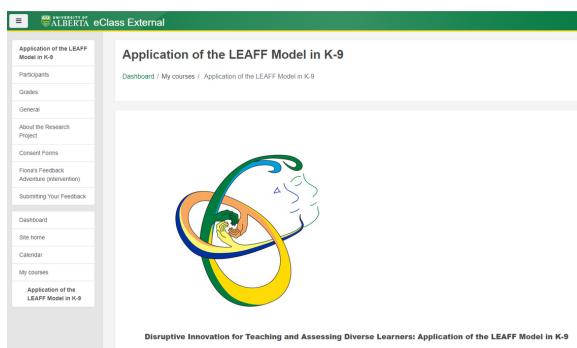 UNIVERSITY OF
ALBERTA eClass External
Application of the LEAFF
Model in K-9
Participants
Grades
General
About the Research
Project
Consent Forms
Fiona's Feedback
Adventure (intervention)
Submitting Your Feedback
Dashboard
Site home
Calendar
My courses
Application of the
LEAFF Model in K-9
Application of the LEAFF Model in K-9
Dashboard / My courses / Application of the LEAFF Model in K-9
Disruptive Innovation for Teaching and Assessing Diverse Learners: Application of the LEAFF Model in K-9